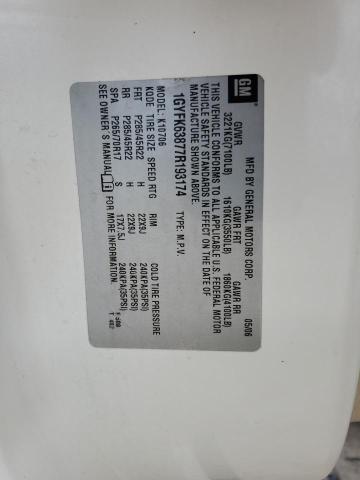 GM
MFD BY GENERAL MOTORS CORP. 05/06
GVWR GAWR FRT GAWR RR
3221KG(7100LB) 1610KG(3550LB) 1860KG(4100LB)
THIS VEHICLE CONFORMS TO ALL APPLICABLE U.S. FEDERAL MOTOR
VEHICLE SAFETY STANDARDS IN EFFECT ON THE DATE OF
MANUFACTURE SHOWN ABOVE.
1GYFK63877R193174 TYPE: M.P.V.
MODEL: K10706
KODE TIRE SIZE SPEED RTG RIM COLD TIRE PRESSURE
FRT P285/45R22 H 22X9J 240KPA(35PSI)
RR P285/45R22 H 22X9J 240KPA(35PSI)
SPA P265/70R17 S 17X7.5J 240KPA(35PSI)
SEE OWNER'S MANUAL FOR MORE INFORMATION.